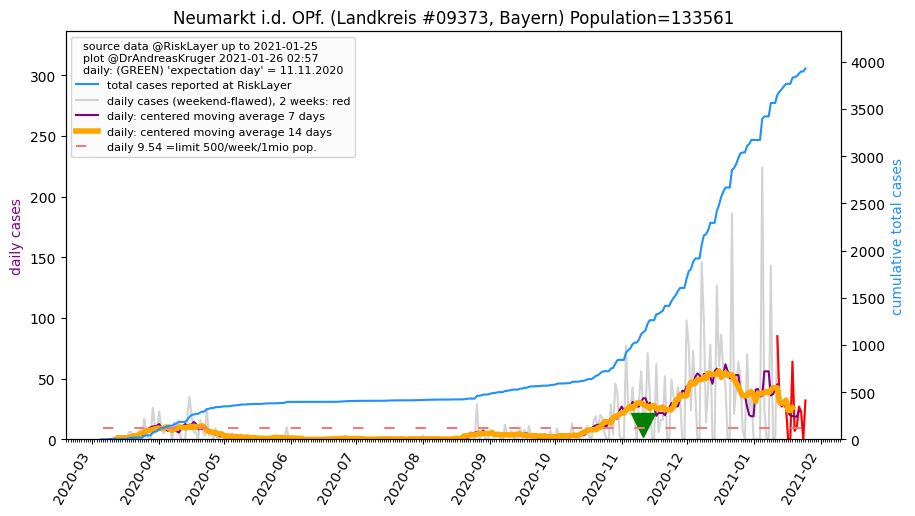 Neumarkt i.d. OPf. (Landkreis #09373, Bayern) Population=133561
source data @RiskLayer up to 2021-01-25
plot @DrAndreasKruger 2021-01-26 02:57
daily: (GREEN) 'expectation day' = 11.11.2020
total cases reported at RiskLayer
daily cases (weekend-flawed), 2 weeks: red
daily: centered moving average 7 days
daily: centered moving average 14 days
daily 9.54 =limit 500/week/1mio pop.
daily cases
300
250
200
150
100
50
0
cumulative total cases
4000
3500
3000
2500
2000
1500
1000
500
0
2020-03
2020-04
2020-05
2020-06
2020-07
2020-08
2020-09
2020-10
2020-11
2020-12
2021-01
2021-02